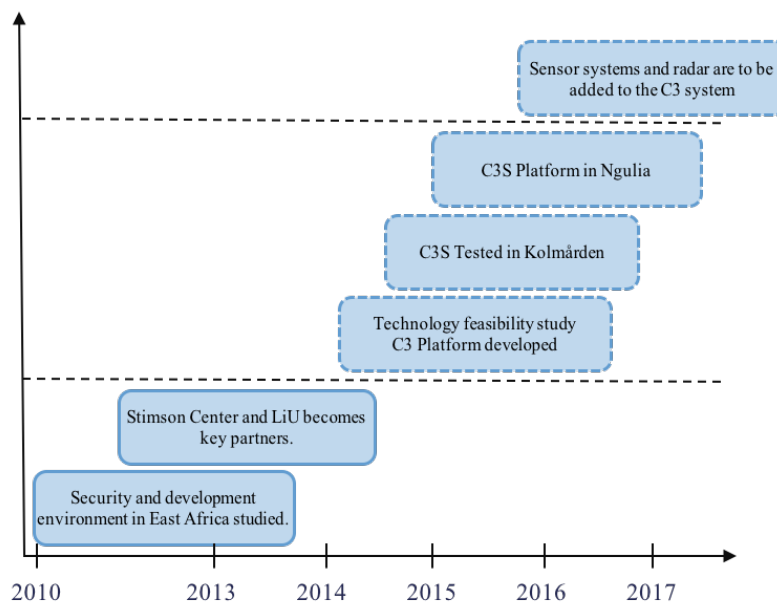 Sensor systems and radar are to be
added to the C3 system
C3S Platform in Ngulia
C3S Tested in Kolmården
Technology feasibility study
C3 Platform developed
Stimson Center and LiU becomes
key partners.
Security and development
environment in East Africa studied.
2010 2013 2014 2015 2016 2017